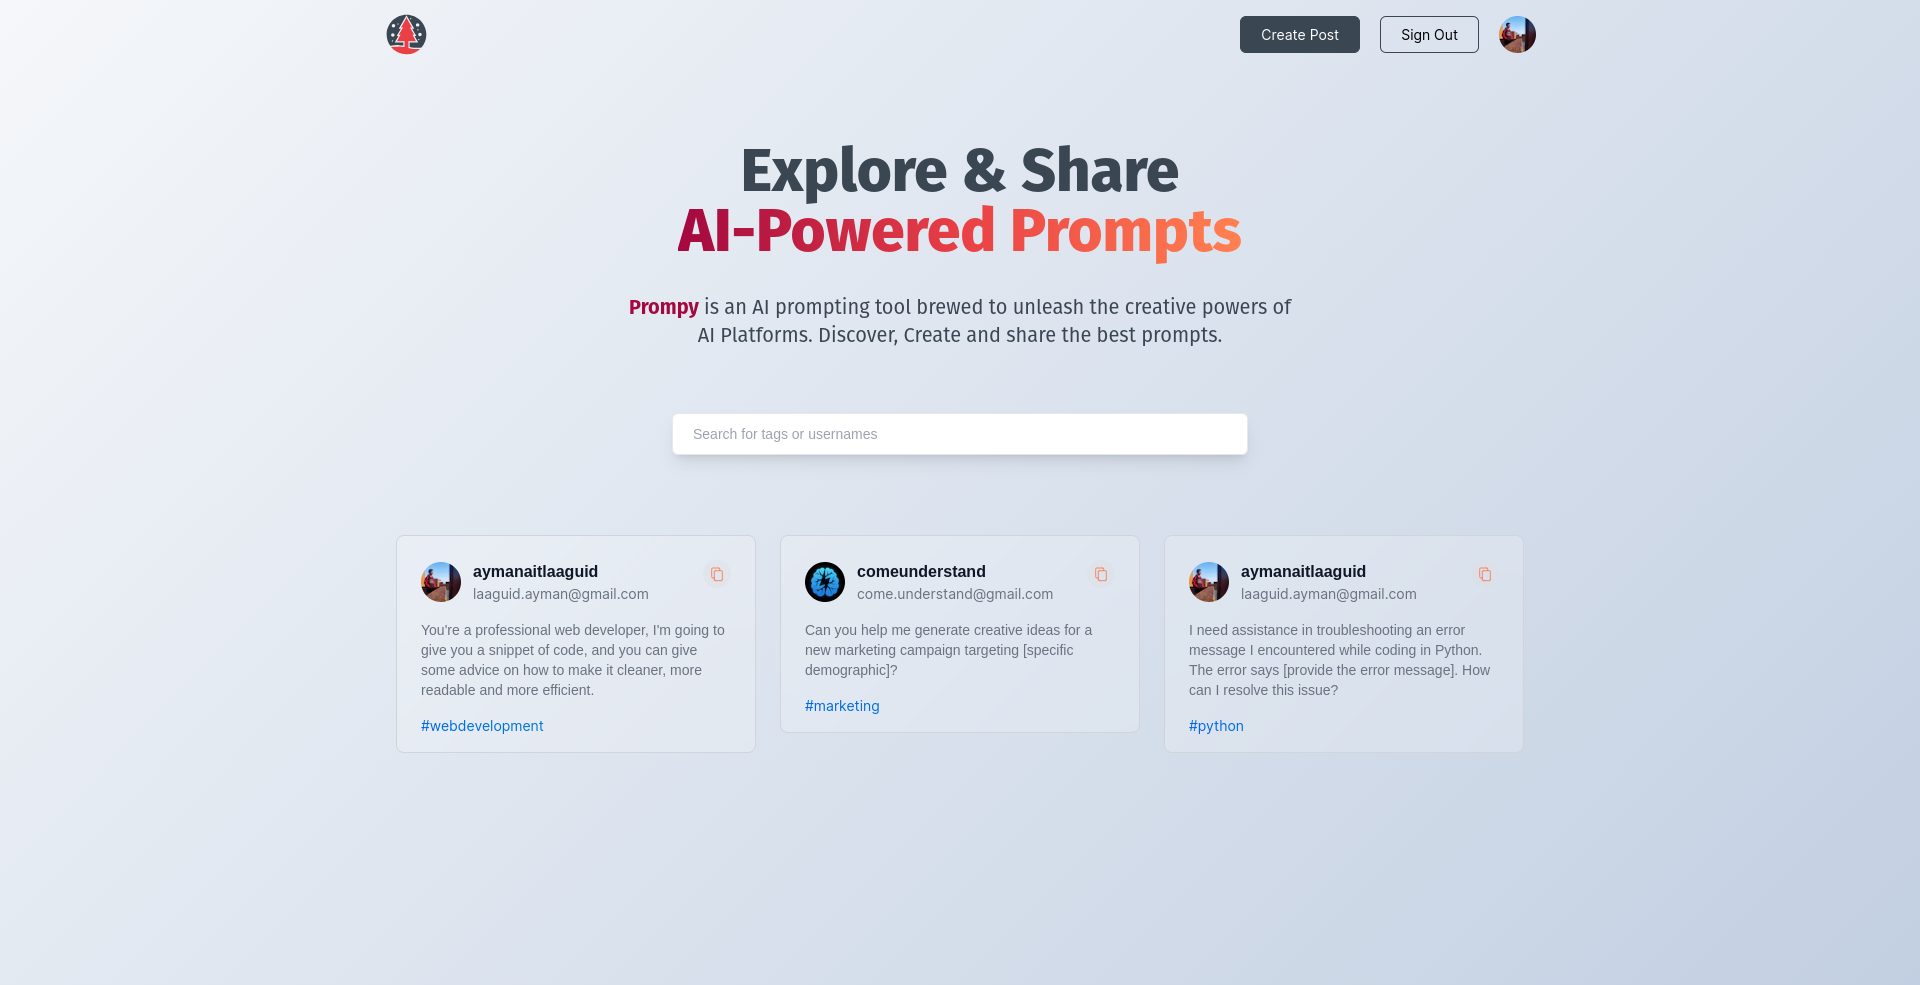 Create Post
Sign Out
Explore & Share
AI-Powered Prompts
Prompy is an AI prompting tool brewed to unleash the creative powers of
AI Platforms. Discover, Create and share the best prompts.
Search for tags or usernames
aymanaitlaaguid
laaguid.ayman@gmail.com
You're a professional web developer, I'm going to
give you a snippet of code, and you can give
some advice on how to make it cleaner, more
readable and more efficient.
#webdevelopment
comeunderstand
come.understand@gmail.com
Can you help me generate creative ideas for a
new marketing campaign targeting [specific
demographic]?
#marketing
aymanaitlaaguid
laaguid.ayman@gmail.com
I need assistance in troubleshooting an error
message I encountered while coding in Python.
The error says [provide the error message]. How
can I resolve this issue?
#python